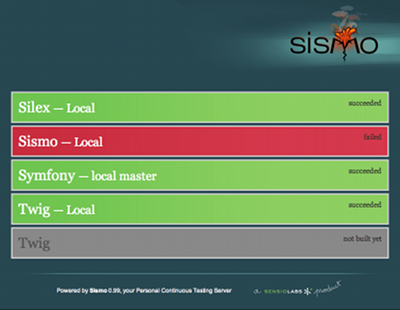 sismo
Silex — Local succeeded
Sismo — Local failed
Symfony — local master succeeded
Twig — Local succeeded
Twig not built yet
Powered by Sismo 0.99, your Personal Continuous Testing Server a SENSIOLABS product